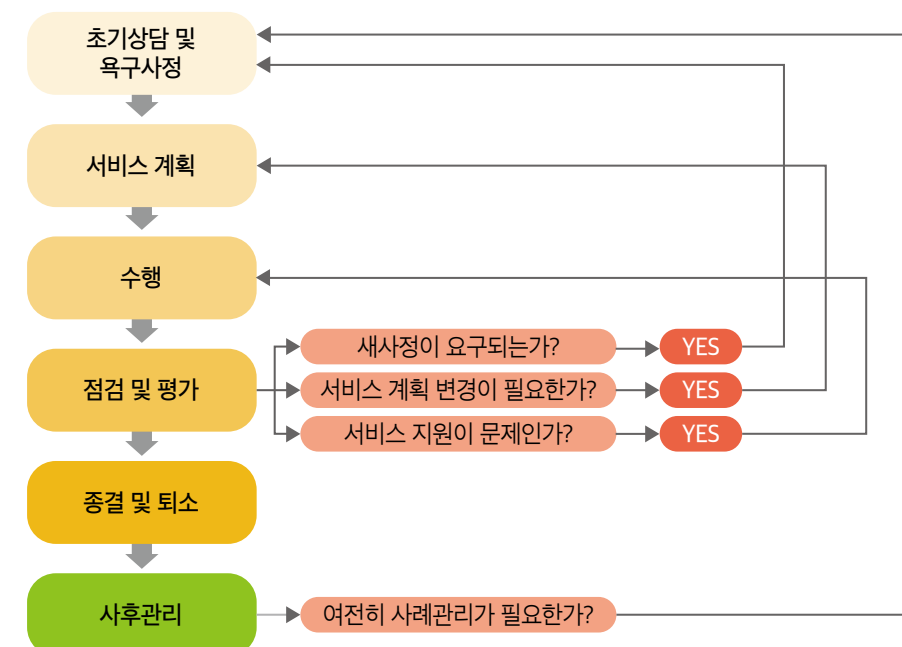 초기상담 및
욕구사정
서비스 계획
수행
점검 및 평가
새사정이 요구되는가?
YES
서비스 계획 변경이 필요한가?
YES
서비스 지원이 문제인가?
YES
종결 및 퇴소
사후관리
여전히 사례관리가 필요한가?